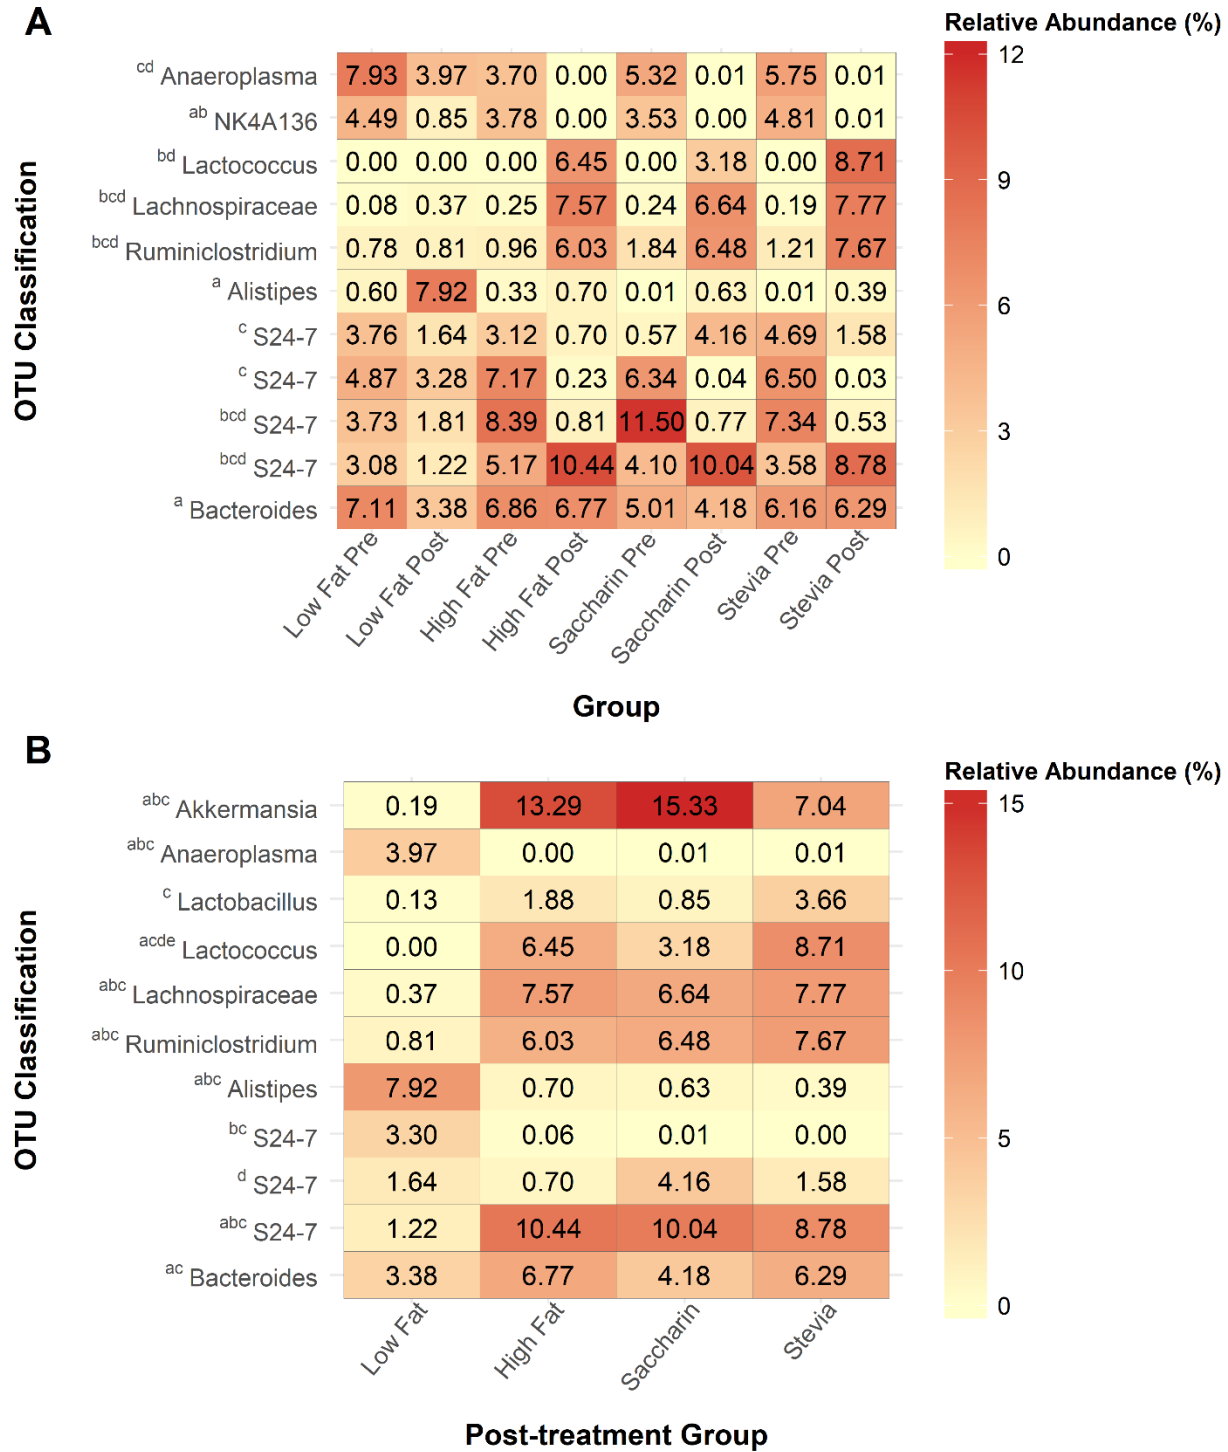 A
Relative Abundance (%)
12
9
6
3
0
OTU Classification
cd Anaeroplasma 7.93 3.97 3.70 0.00 5.32 0.01 5.75 0.01
ab NK4A136 4.49 0.85 3.78 0.00 3.53 0.00 4.81 0.01
bd Lactococcus 0.00 0.00 0.00 6.45 0.00 3.18 0.00 8.71
bcd Lachnospiraceae 0.08 0.37 0.25 7.57 0.24 6.64 0.19 7.77
bcd Ruminiclostridium 0.78 0.81 0.96 6.03 1.84 6.48 1.21 7.67
a Alistipes 0.60 7.92 0.33 0.70 0.01 0.63 0.01 0.39
c S24-7 3.76 1.64 3.12 0.70 0.57 4.16 4.69 1.58
c S24-7 4.87 3.28 7.17 0.23 6.34 0.04 6.50 0.03
bcd S24-7 3.73 1.81 8.39 0.81 11.50 0.77 7.34 0.53
bcd S24-7 3.08 1.22 5.17 10.44 4.10 10.04 3.58 8.78
a Bacteroides 7.11 3.38 6.86 6.77 5.01 4.18 6.16 6.29
Low Fat Pre
Low Fat Post
High Fat Pre
High Fat Post
Saccharin Pre
Saccharin Post
Stevia Pre
Stevia Post
Group
B
Relative Abundance (%)
15
10
5
0
OTU Classification
abc Akkermansia 0.19 13.29 15.33 7.04
abc Anaeroplasma 3.97 0.00 0.01 0.01
c Lactobacillus 0.13 1.88 0.85 3.66
acde Lactococcus 0.00 6.45 3.18 8.71
abc Lachnospiraceae 0.37 7.57 6.64 7.77
abc Ruminiclostridium 0.81 6.03 6.48 7.67
abc Alistipes 7.92 0.70 0.63 0.39
bc S24-7 3.30 0.06 0.01 0.00
d S24-7 1.64 0.70 4.16 1.58
abc S24-7 1.22 10.44 10.04 8.78
ac Bacteroides 3.38 6.77 4.18 6.29
Low Fat
High Fat
Saccharin
Stevia
Post-treatment Group